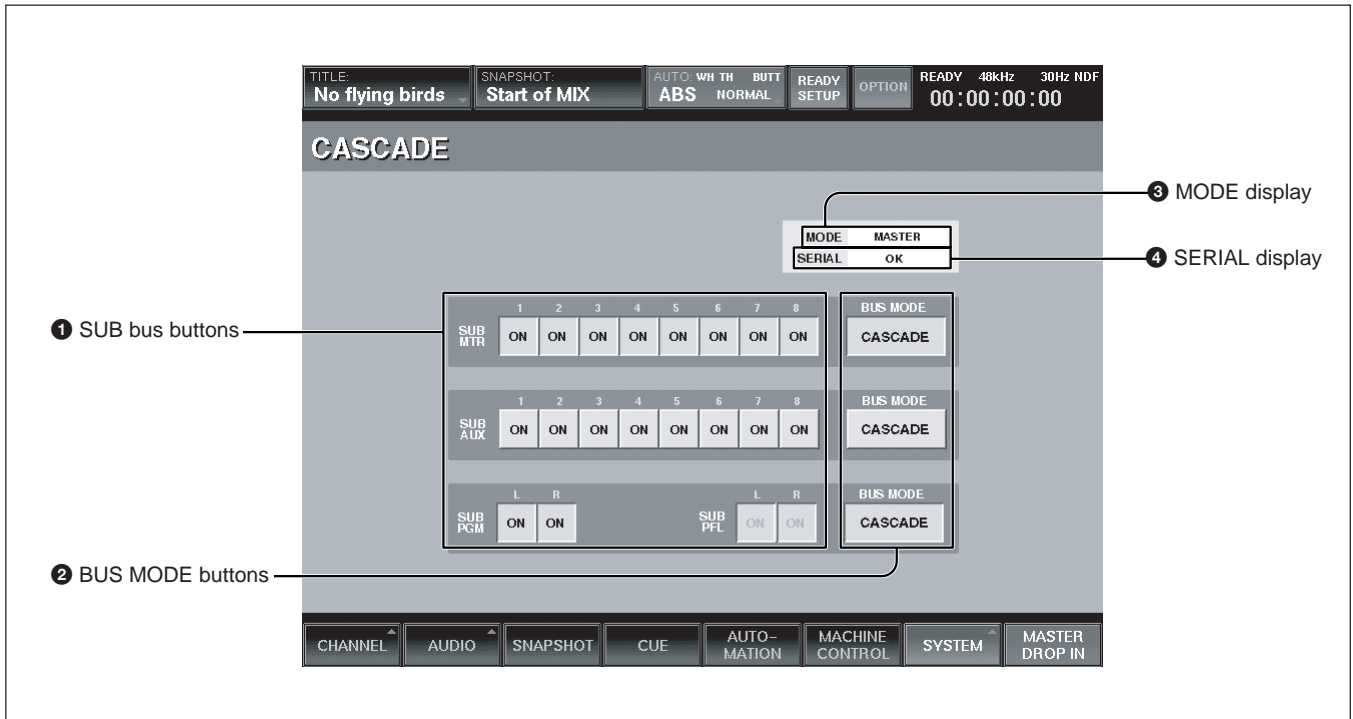 TITLE: SNAPSHOT: AUTO: WH TH BUTT READY SETUP OPTION READY 48kHz 30Hz NDF
No flying birds Start of MIX ABS NORMAL 00:00:00:00
CASCADE
❸ MODE display
MODE MASTER
SERIAL OK
❹ SERIAL display
❶ SUB bus buttons
1 2 3 4 5 6 7 8 BUS MODE
SUB MTR ON ON ON ON ON ON ON ON CASCADE
1 2 3 4 5 6 7 8 BUS MODE
SUB AUX ON ON ON ON ON ON ON ON CASCADE
L R L R BUS MODE
SUB PGM ON ON SUB PFL ON ON CASCADE
❷ BUS MODE buttons
CHANNEL AUDIO SNAPSHOT CUE AUTO- MATION MACHINE CONTROL SYSTEM MASTER DROP IN